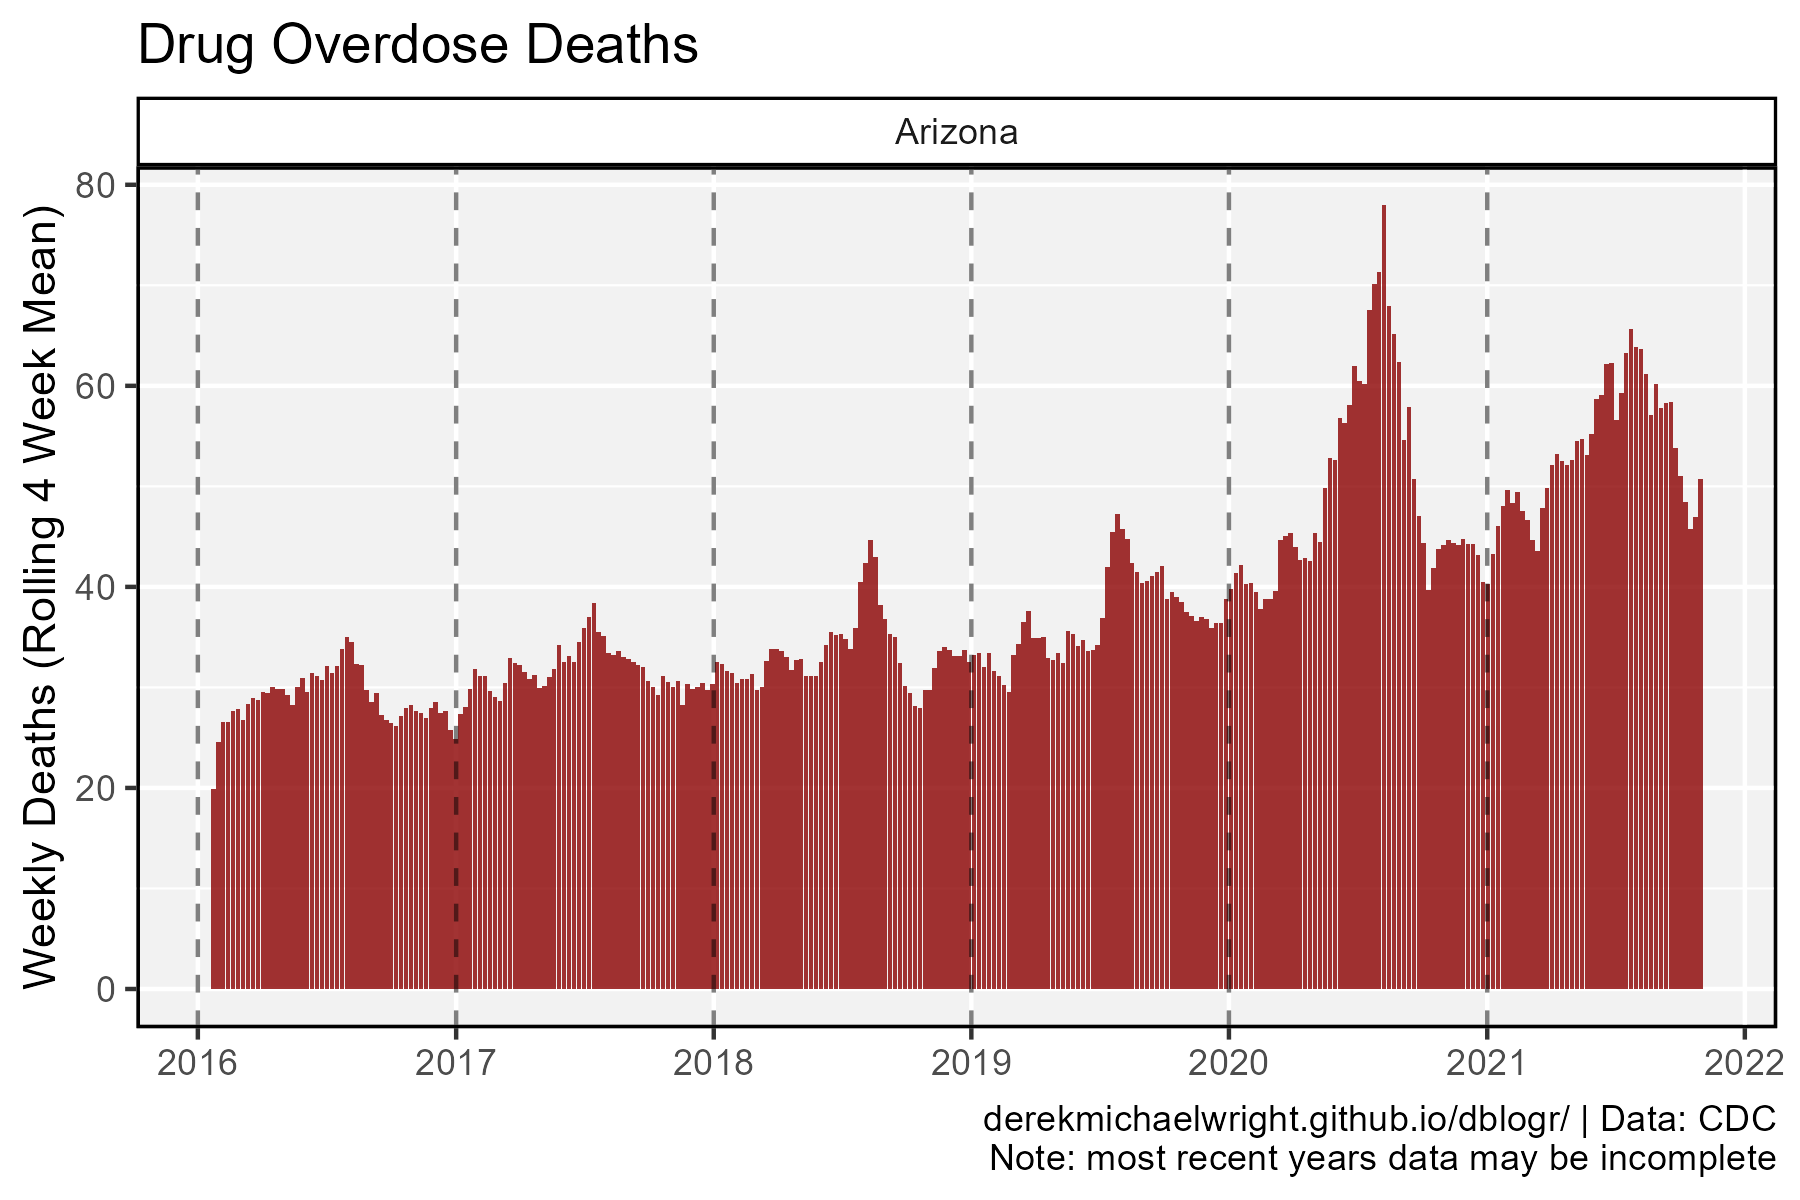 Drug Overdose Deaths
Arizona
Weekly Deaths (Rolling 4 Week Mean)
80
60
40
20
0
2016 2017 2018 2019 2020 2021 2022
derekmichaelwright.github.io/dblogr/ | Data: CDC
Note: most recent years data may be incomplete